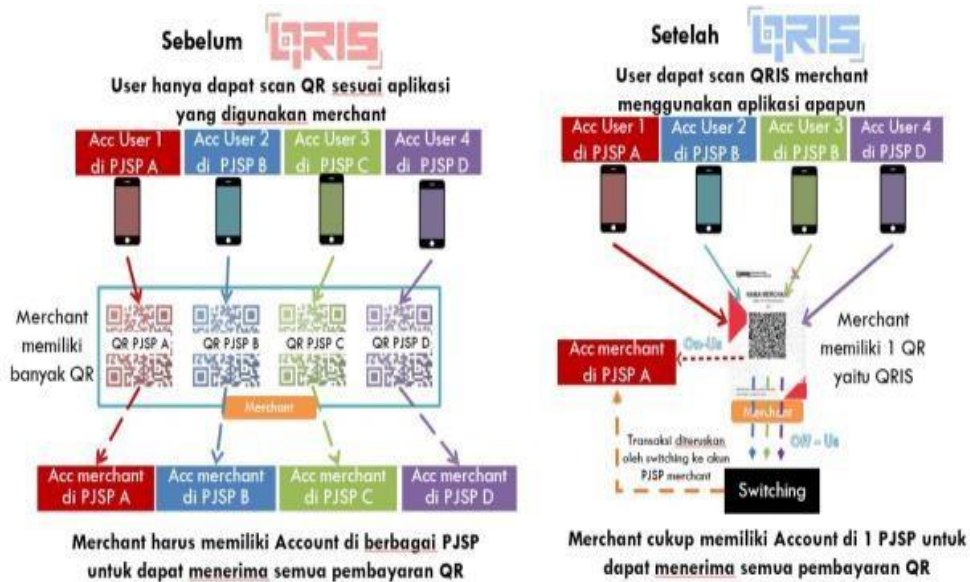 Sebelum QRIS
User hanya dapat scan QR sesuai aplikasi
yang digunakan merchant
Acc User 1
di PJSP A
Acc User 2
di PJSP B
Acc User 3
di PJSP C
Acc User 4
di PJSP D
Merchant
memiliki
banyak QR
QR PJSP A
QR PJSP B
QR PJSP C
QR PJSP D
Merchant
Acc merchant
di PJSP A
Acc merchant
di PJSP B
Acc merchant
di PJSP C
Acc merchant
di PJSP D
Merchant harus memiliki Account di berbagai PJSP
untuk dapat menerima semua pembayaran QR
Setelah QRIS
User dapat scan QRIS merchant
menggunakan aplikasi apapun
Acc User 1
di PJSP A
Acc User 2
di PJSP B
Acc User 3
di PJSP B
Acc User 4
di PJSP D
NAMA MERCHANT
On-Us
Acc merchant
di PJSP A
Merchant
memiliki 1 QR
yaitu QRIS
Merchant
Off - Us
Transaksi diteruskan
oleh switching ke akun
PJSP merchant
Switching
Merchant cukup memiliki Account di 1 PJSP untuk
dapat menerima semua pembayaran QR